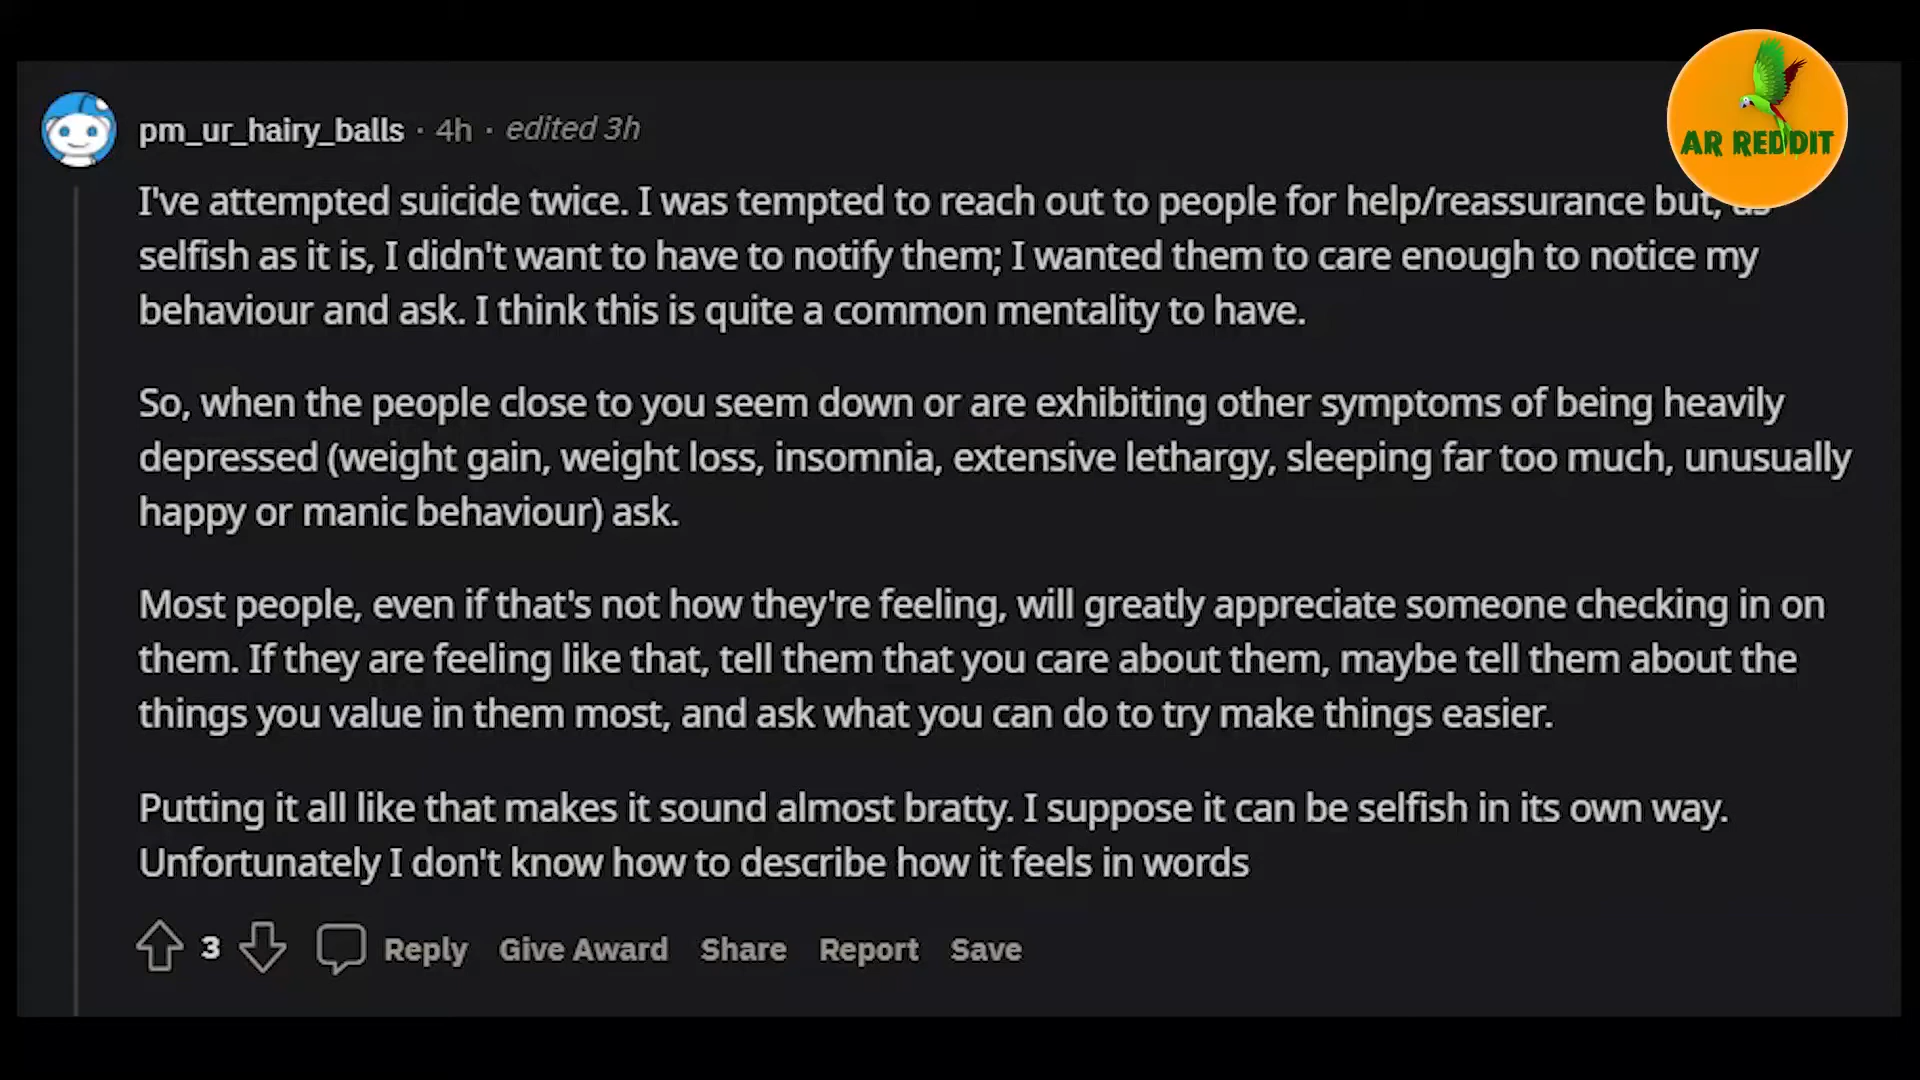 AR REDDIT
pm_ur_hairy_balls · 4h · edited 3h
I've attempted suicide twice. I was tempted to reach out to people for help/reassurance but,
selfish as it is, I didn't want to have to notify them; I wanted them to care enough to notice my
behaviour and ask. I think this is quite a common mentality to have.
So, when the people close to you seem down or are exhibiting other symptoms of being heavily
depressed (weight gain, weight loss, insomnia, extensive lethargy, sleeping far too much, unusually
happy or manic behaviour) ask.
Most people, even if that's not how they're feeling, will greatly appreciate someone checking in on
them. If they are feeling like that, tell them that you care about them, maybe tell them about the
things you value in them most, and ask what you can do to try make things easier.
Putting it all like that makes it sound almost bratty. I suppose it can be selfish in its own way.
Unfortunately I don't know how to describe how it feels in words
3 Reply Give Award Share Report Save